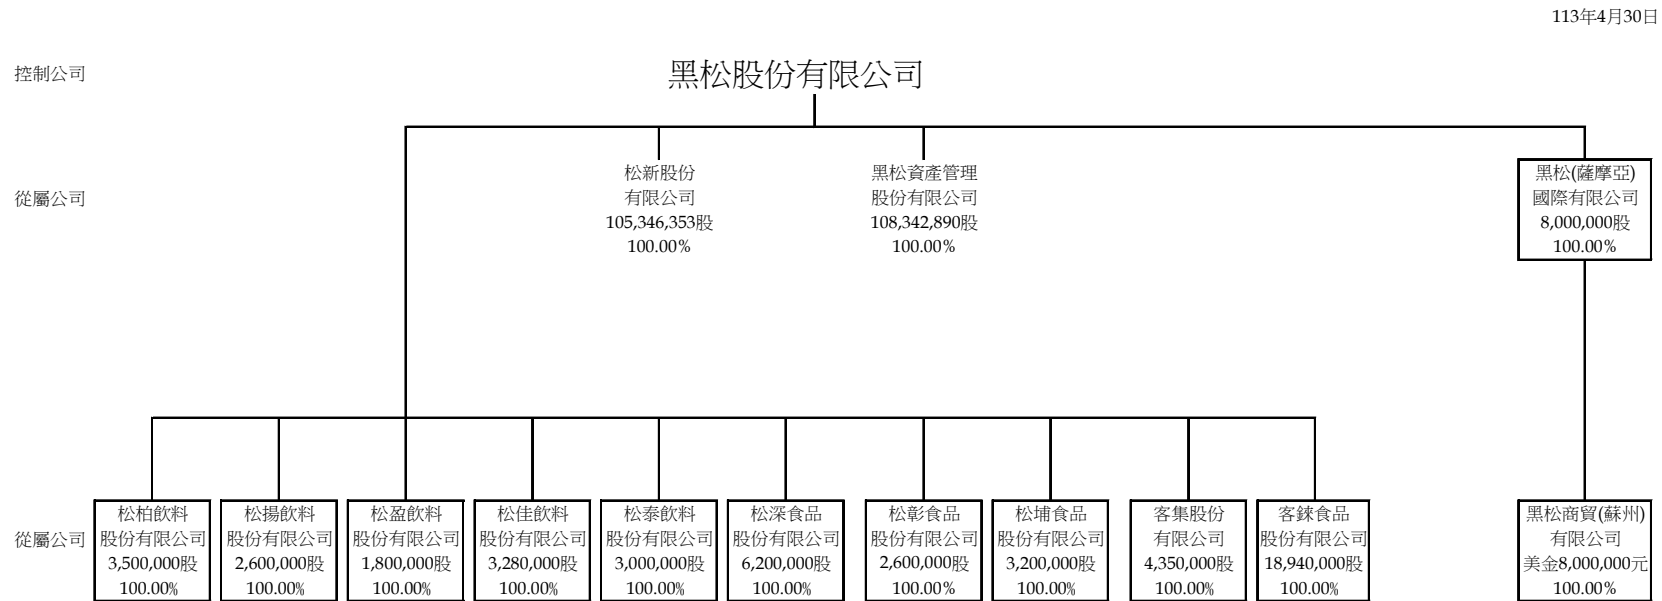 113年4月30日
控制公司
黑松股份有限公司
從屬公司
松新股份
有限公司
105,346,353股
100.00%
黑松資產管理
股份有限公司
108,342,890股
100.00%
黑松(薩摩亞)
國際有限公司
8,000,000股
100.00%
從屬公司
松柏飲料
股份有限公司
3,500,000股
100.00%
松揚飲料
股份有限公司
2,600,000股
100.00%
松盈飲料
股份有限公司
1,800,000股
100.00%
松佳飲料
股份有限公司
3,280,000股
100.00%
松泰飲料
股份有限公司
3,000,000股
100.00%
松深食品
股份有限公司
6,200,000股
100.00%
松彰食品
股份有限公司
2,600,000股
100.00%
松埔食品
股份有限公司
3,200,000股
100.00%
客集股份
有限公司
4,350,000股
100.00%
客錸食品
股份有限公司
18,940,000股
100.00%
黑松商貿(蘇州)
有限公司
美金8,000,000元
100.00%